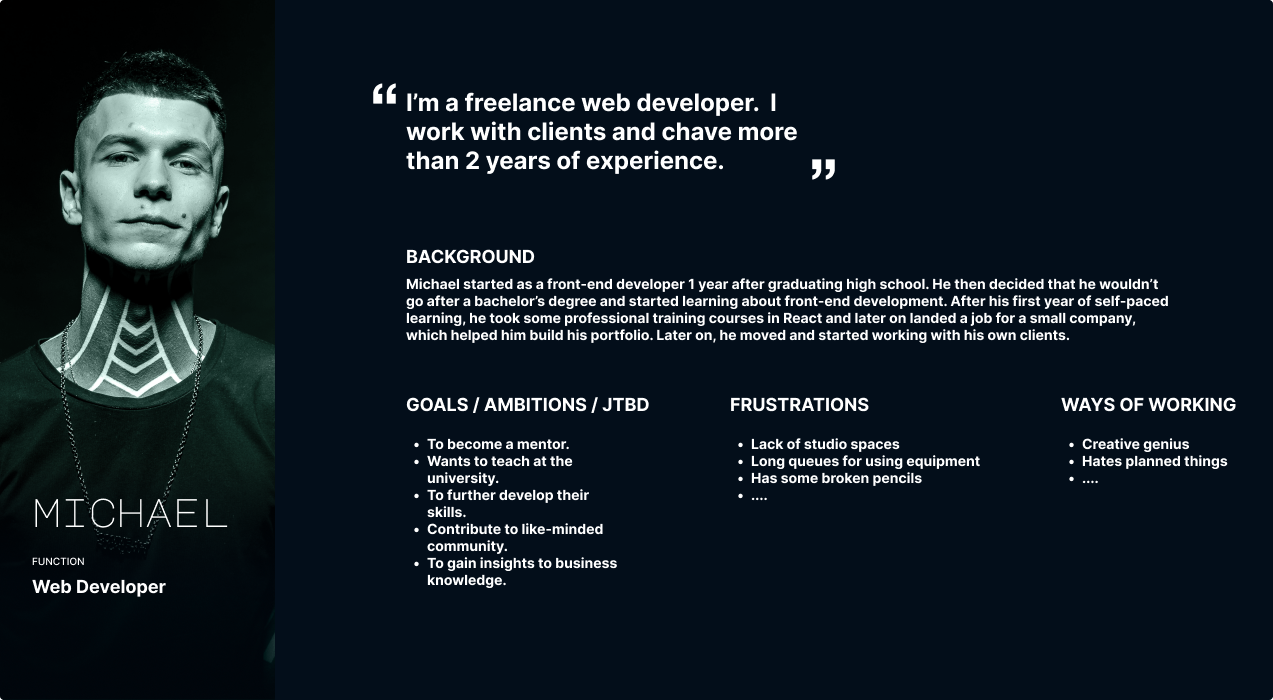 “ I’m a freelance web developer. I
work with clients and chave more
than 2 years of experience. ”
BACKGROUND
Michael started as a front-end developer 1 year after graduating high school. He then decided that he wouldn’t
go after a bachelor’s degree and started learning about front-end development. After his first year of self-paced
learning, he took some professional training courses in React and later on landed a job for a small company,
which helped him build his portfolio. Later on, he moved and started working with his own clients.
GOALS / AMBITIONS / JTBD
• To become a mentor.
• Wants to teach at the
university.
• To further develop their
skills.
• Contribute to like-minded
community.
• To gain insights to business
knowledge.
FRUSTRATIONS
• Lack of studio spaces
• Long queues for using equipment
• Has some broken pencils
• ....
WAYS OF WORKING
• Creative genius
• Hates planned things
• ....
MICHAEL
FUNCTION
Web Developer